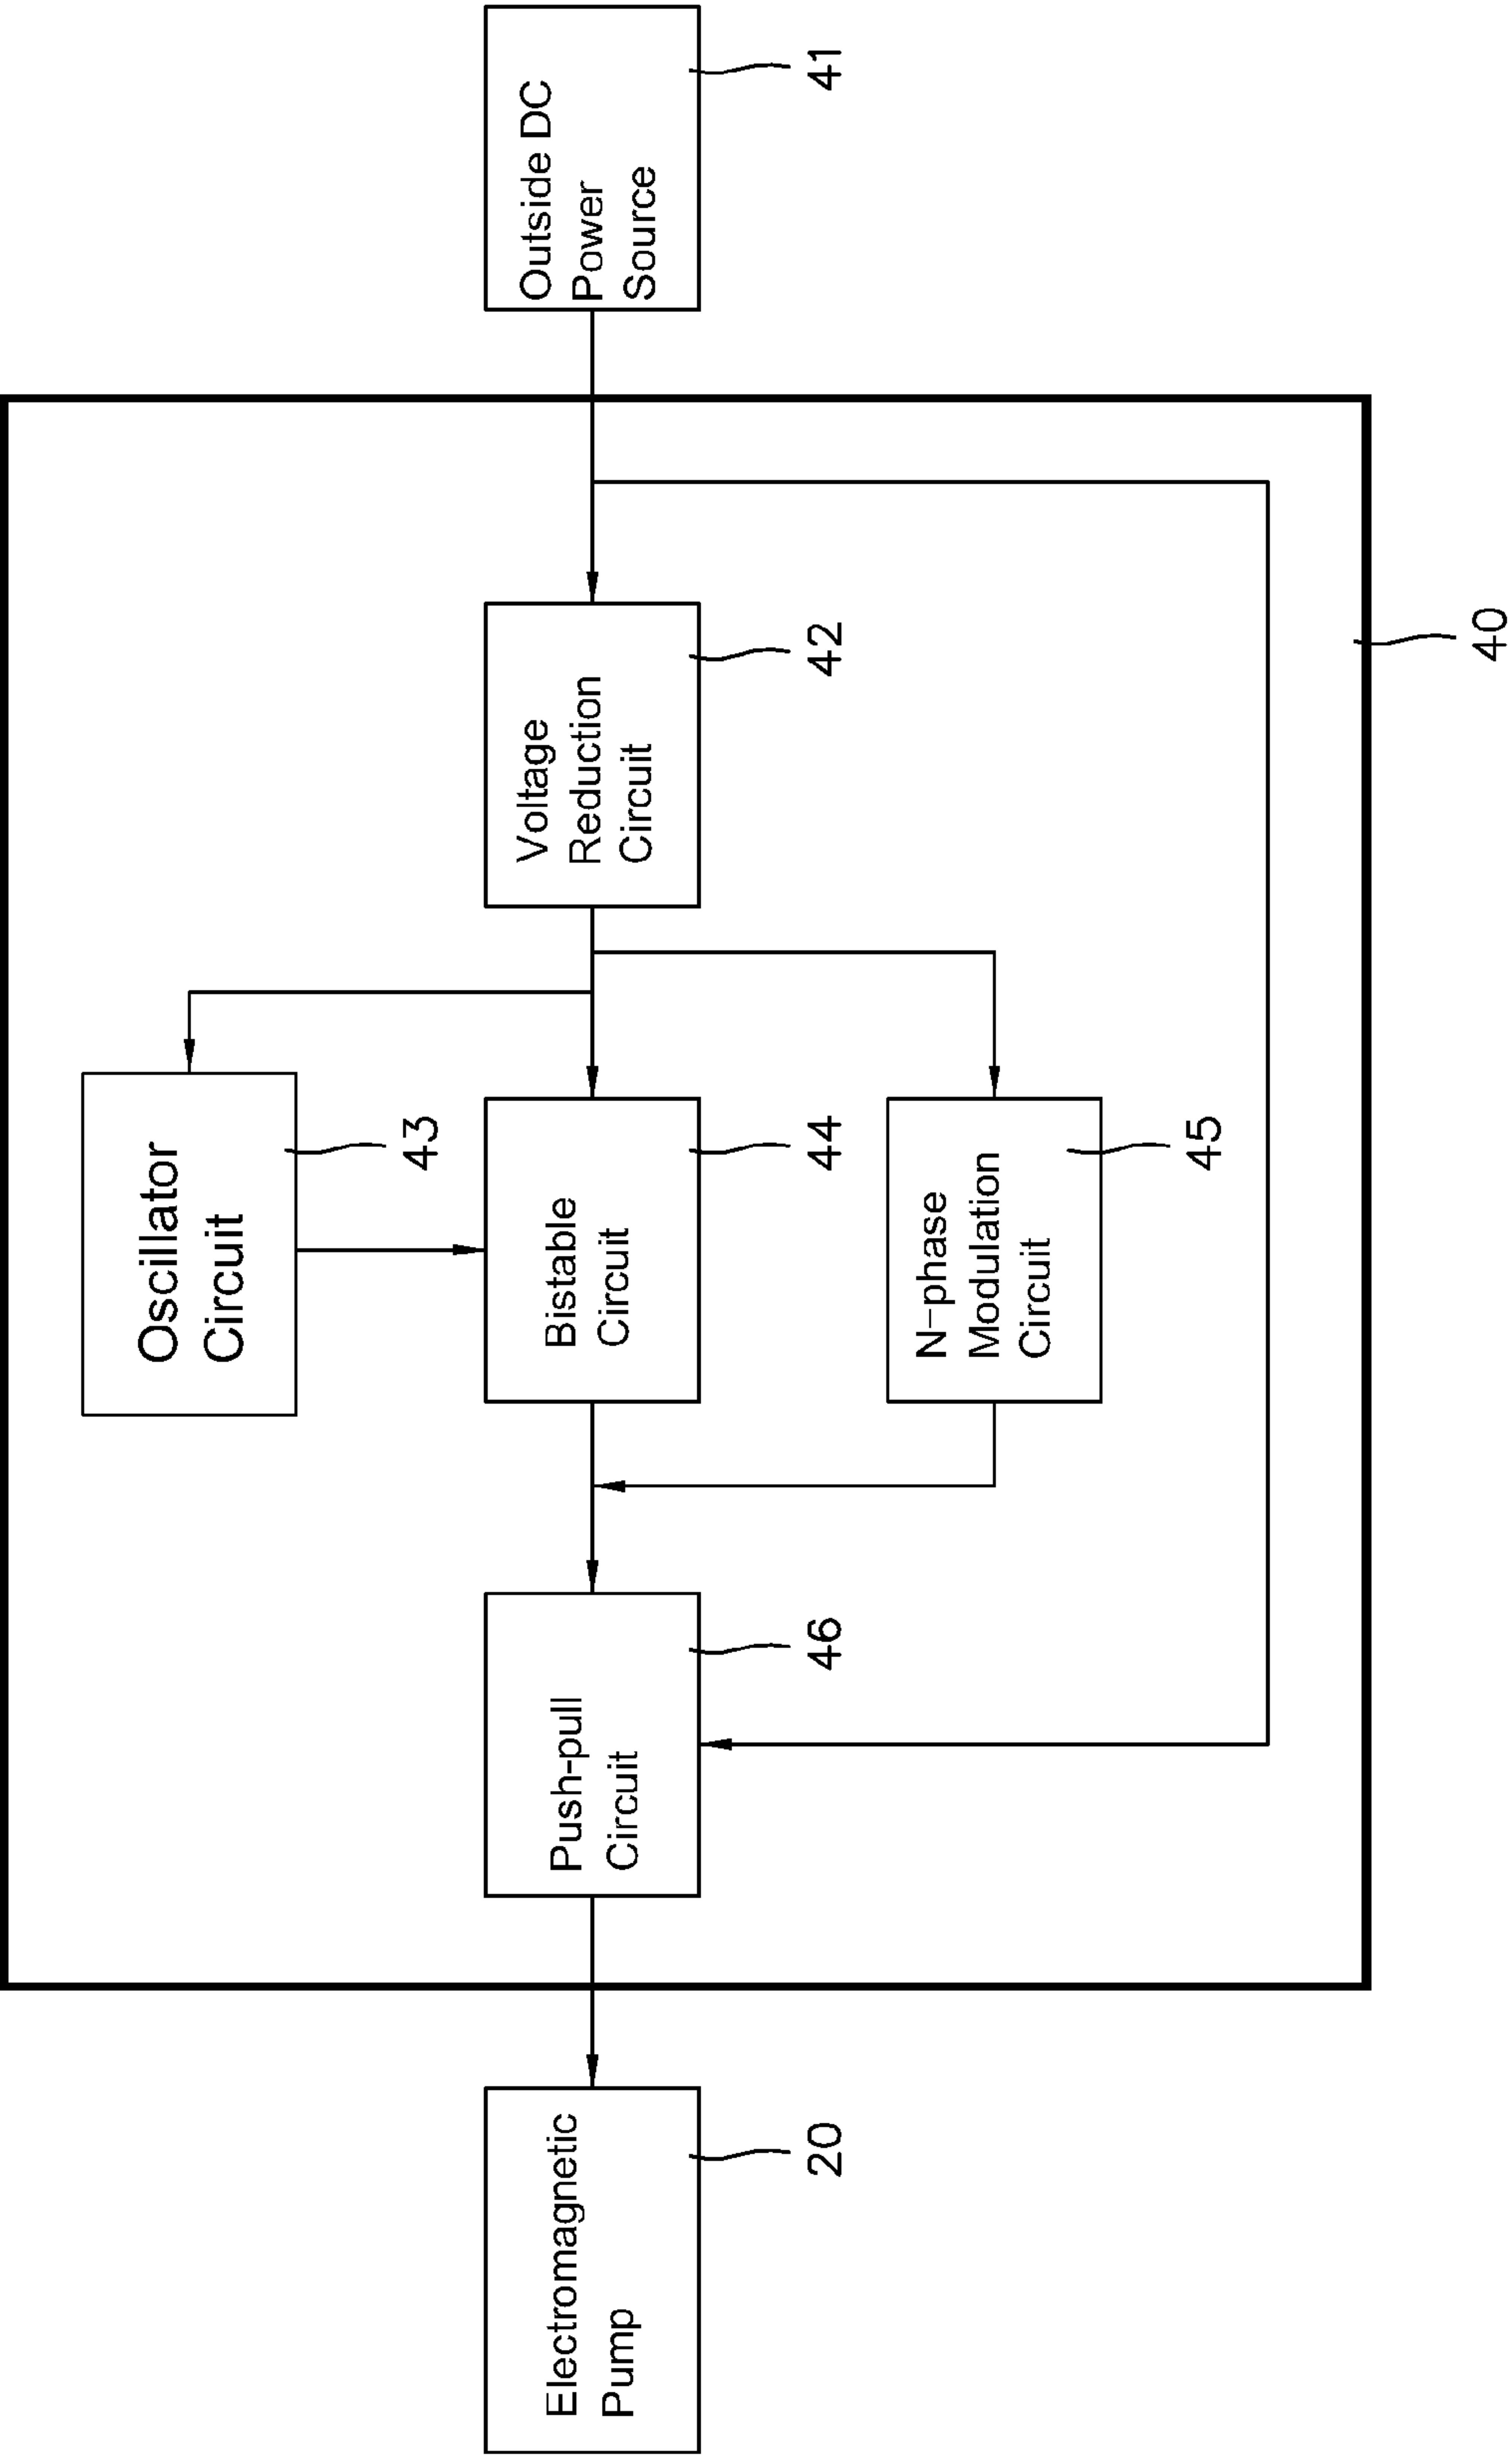 Outside DC
Power
Source
41
Voltage
Reduction
Circuit
42
40
Oscillator
Circuit
43
Bistable
Circuit
44
N-phase
Modulation
Circuit
45
Push-pull
Circuit
46
Electromagnetic
Pump
20